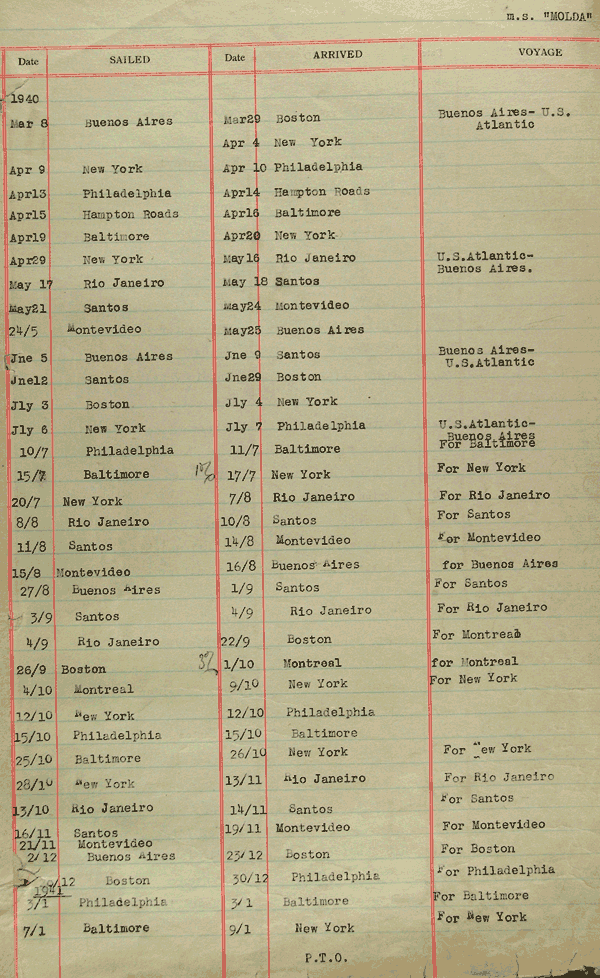 m.s. "MOLDA"
Date SAILED Date ARRIVED VOYAGE
1940
Mar 8 Buenos Aires Mar29 Boston Buenos Aires- U.S.
Atlantic
Apr 4 New York
Apr 9 New York Apr 10 Philadelphia
Apr13 Philadelphia Apr14 Hampton Roads
Apr15 Hampton Roads Apr16 Baltimore
Apr19 Baltimore Apr20 New York
Apr29 New York May16 Rio Janeiro U.S.Atlantic-
Buenos Aires.
May 17 Rio Janeiro May 18 Santos
May21 Santos May24 Montevideo
24/5 Montevideo May25 Buenos Aires
Jne 5 Buenos Aires Jne 9 Santos Buenos Aires-
U.S.Atlantic
Jne12 Santos Jne29 Boston
Jly 3 Boston Jly 4 New York
Jly 6 New York Jly 7 Philadelphia U.S.Atlantic-
Buenos Aires
10/7 Philadelphia 11/7 Baltimore For Baltimore
15/7 Baltimore 17/7 New York For New York
20/7 New York 7/8 Rio Janeiro For Rio Janeiro
8/8 Rio Janeiro 10/8 Santos For Santos
11/8 Santos 14/8 Montevideo For Montevideo
15/8 Montevideo 16/8 Buenos Aires for Buenos Aires
27/8 Buenos Aires 1/9 Santos For Santos
3/9 Santos 4/9 Rio Janeiro For Rio Janeiro
4/9 Rio Janeiro 22/9 Boston For Montreal
26/9 Boston 1/10 Montreal for Montreal
4/10 Montreal 9/10 New York For New York
12/10 New York 12/10 Philadelphia
15/10 Philadelphia 15/10 Baltimore
25/10 Baltimore 26/10 New York For New York
28/10 New York 13/11 Rio Janeiro For Rio Janeiro
13/10 Rio Janeiro 14/11 Santos For Santos
16/11 Santos 19/11 Montevideo For Montevideo
21/11 Montevideo
2/12 Buenos Aires 23/12 Boston For Boston
/12 Boston 30/12 Philadelphia For Philadelphia
1941
3/1 Philadelphia 3/1 Baltimore For Baltimore
7/1 Baltimore 9/1 New York For New York
P.T.O.